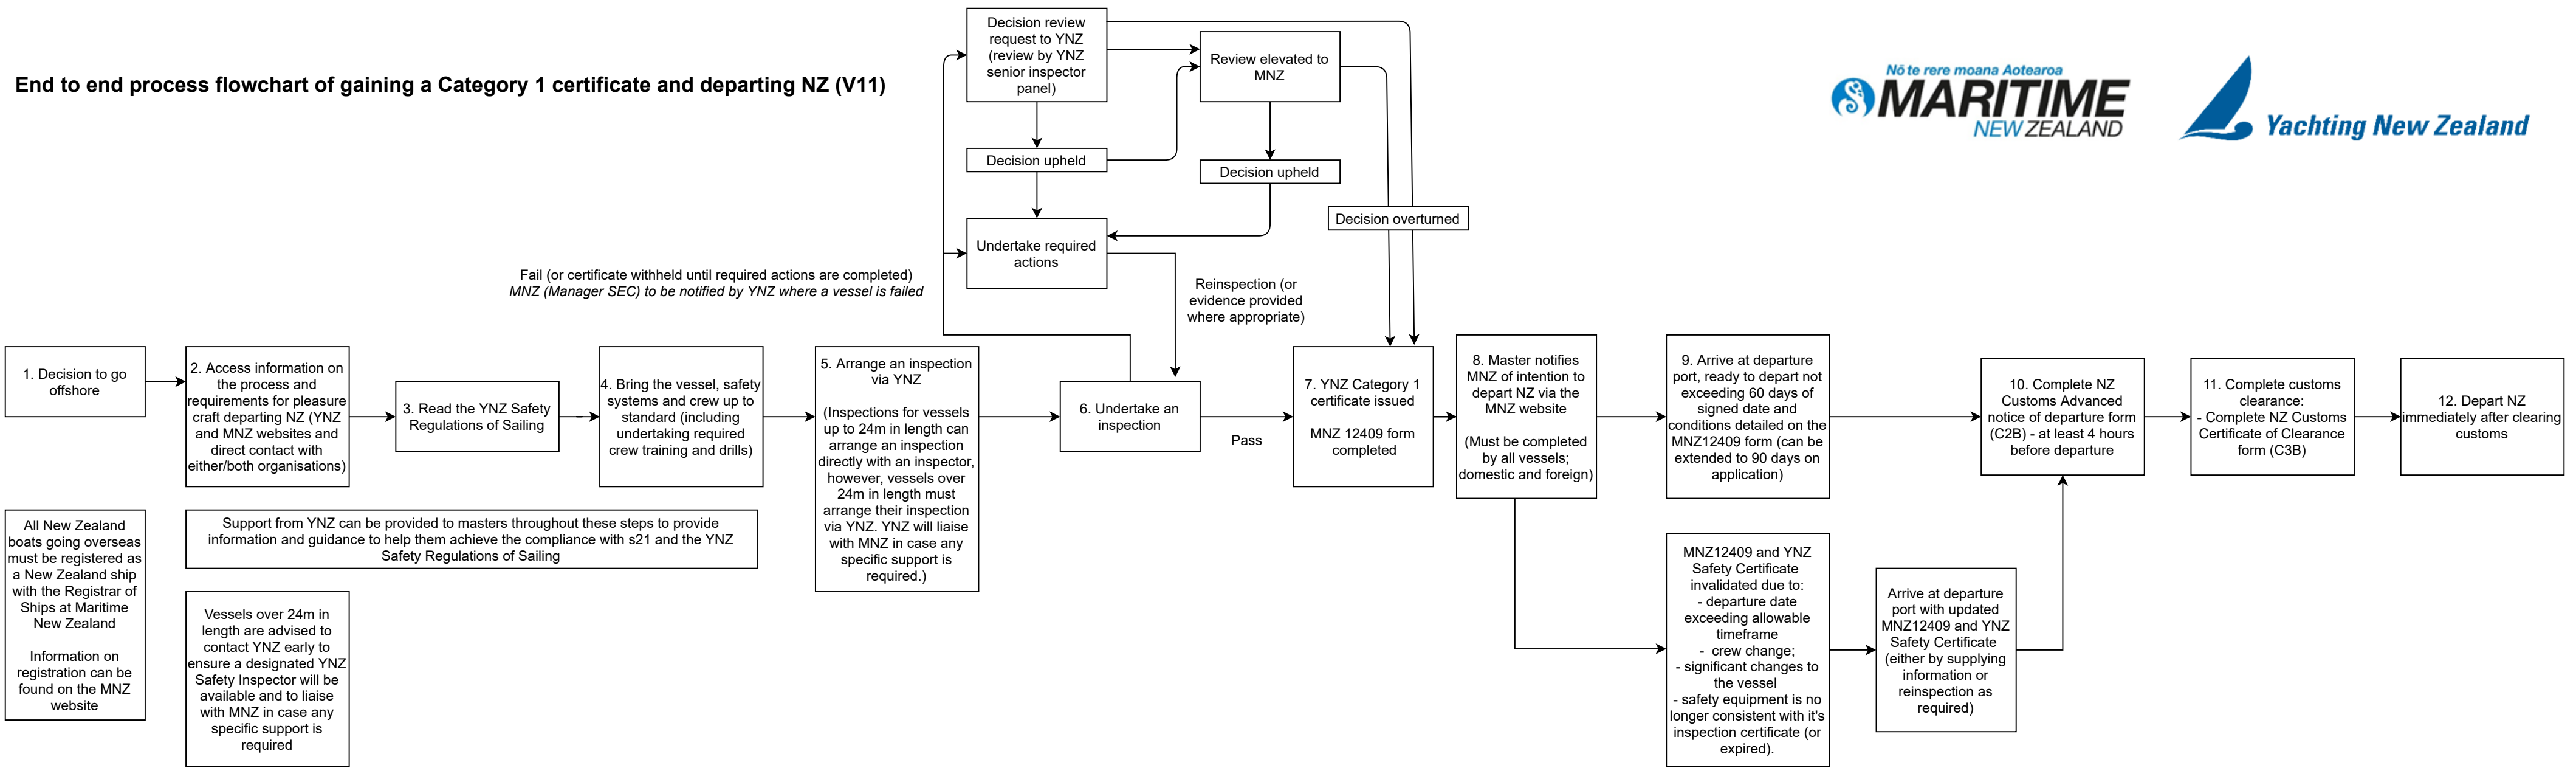 End to end process flowchart of gaining a Category 1 certificate and departing NZ (V11)
Decision review
request to YNZ
(review by YNZ
senior inspector
panel)
Review elevated to
MNZ
Decision upheld
Decision upheld
Decision overturned
Undertake required
actions
Nō te rere moana Aotearoa
MARITIME
NEW ZEALAND
Yachting New Zealand
Fail (or certificate withheld until required actions are completed)
MNZ (Manager SEC) to be notified by YNZ where a vessel is failed
Reinspection (or
evidence provided
where appropriate)
1. Decision to go
offshore
2. Access information on
the process and
requirements for pleasure
craft departing NZ (YNZ
and MNZ websites and
direct contact with
either/both organisations)
3. Read the YNZ Safety
Regulations of Sailing
4. Bring the vessel, safety
systems and crew up to
standard (including
undertaking required
crew training and drills)
5. Arrange an inspection
via YNZ
(Inspections for vessels
up to 24m in length can
arrange an inspection
directly with an inspector,
however, vessels over
24m in length must
arrange their inspection
via YNZ. YNZ will liaise
with MNZ in case any
specific support is
required.)
6. Undertake an
inspection
Pass
7. YNZ Category 1
certificate issued
MNZ 12409 form
completed
8. Master notifies
MNZ of intention to
depart NZ via the
MNZ website
(Must be completed
by all vessels;
domestic and foreign)
9. Arrive at departure
port, ready to depart not
exceeding 60 days of
signed date and
conditions detailed on the
MNZ12409 form (can be
extended to 90 days on
application)
10. Complete NZ
Customs Advanced
notice of departure form
(C2B) - at least 4 hours
before departure
11. Complete customs
clearance:
- Complete NZ Customs
Certificate of Clearance
form (C3B)
12. Depart NZ
immediately after clearing
customs
All New Zealand
boats going overseas
must be registered as
a New Zealand ship
with the Registrar of
Ships at Maritime
New Zealand
Information on
registration can be
found on the MNZ
website
Support from YNZ can be provided to masters throughout these steps to provide
information and guidance to help them achieve the compliance with s21 and the YNZ
Safety Regulations of Sailing
Vessels over 24m in
length are advised to
contact YNZ early to
ensure a designated YNZ
Safety Inspector will be
available and to liaise
with MNZ in case any
specific support is
required
MNZ12409 and YNZ
Safety Certificate
invalidated due to:
- departure date
exceeding allowable
timeframe
- crew change;
- significant changes to
the vessel
- safety equipment is no
longer consistent with it's
inspection certificate (or
expired).
Arrive at departure
port with updated
MNZ12409 and YNZ
Safety Certificate
(either by supplying
information or
reinspection as
required)